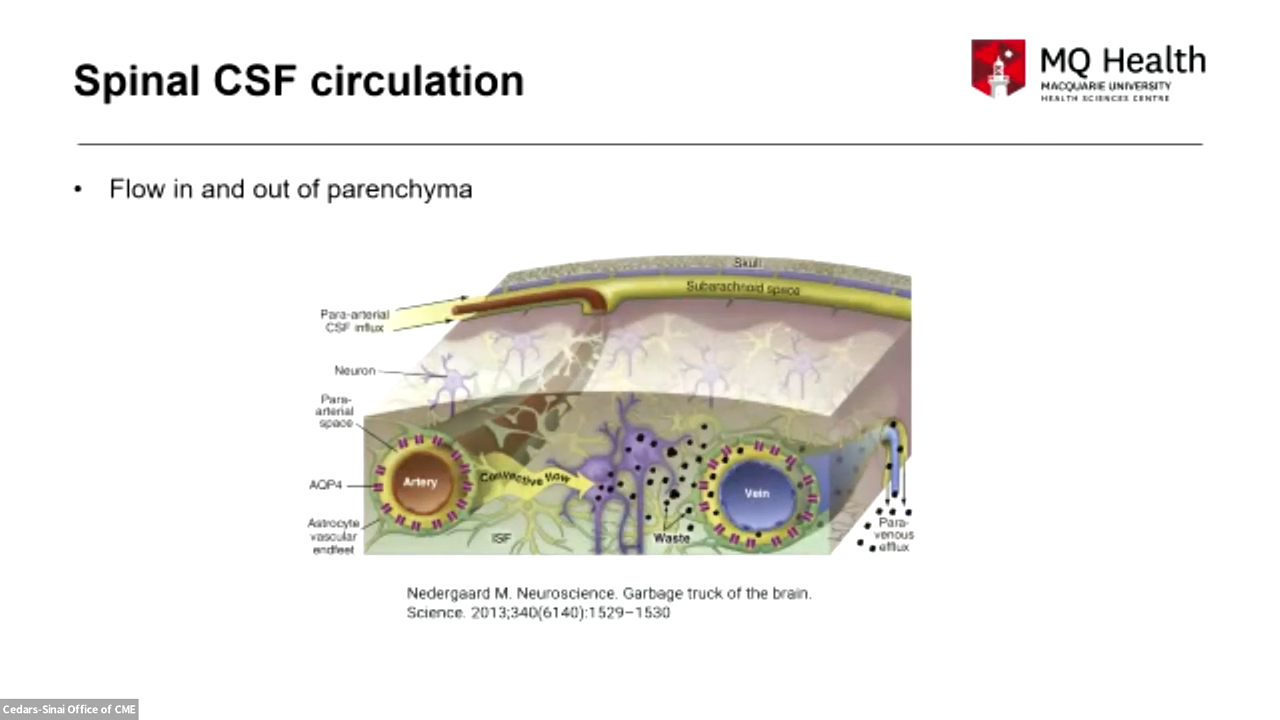 Spinal CSF circulation
MQ Health
MACQUARIE UNIVERSITY
HEALTH SCIENCES CENTRE
• Flow in and out of parenchyma
Skull
Subarachnoid space
Para-arterial
CSF influx
Neuron
Para-
arterial
space
Artery
Convective flow
Vein
AQP4
Astrocyte
vascular
endfeet
ISF
Waste
Para-
venous
efflux
Nedergaard M. Neuroscience. Garbage truck of the brain.
Science. 2013;340(6140):1529–1530
Cedars-Sinai Office of CME